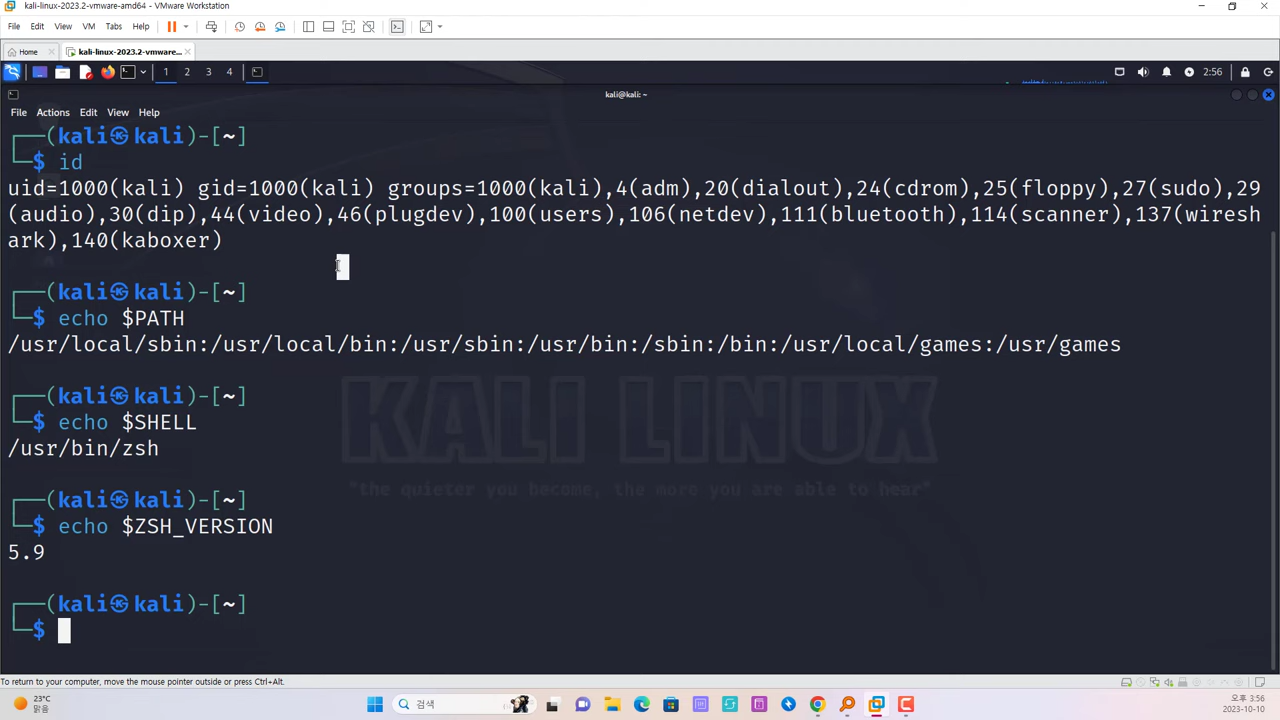 kali-linux-2023.2-vmware-amd64 - VMware Workstation
File Edit View VM Tabs Help
Home kali-linux-2023.2-vmware...
1 2 3 4 2:56
kali@kali: ~
File Actions Edit View Help
┌──(kali㉿kali)-[~]
└─$ id
uid=1000(kali) gid=1000(kali) groups=1000(kali),4(adm),20(dialout),24(cdrom),25(floppy),27(sudo),29
(audio),30(dip),44(video),46(plugdev),100(users),106(netdev),111(bluetooth),114(scanner),137(wiresh
ark),140(kaboxer)
┌──(kali㉿kali)-[~]
└─$ echo $PATH
/usr/local/sbin:/usr/local/bin:/usr/sbin:/usr/bin:/sbin:/bin:/usr/local/games:/usr/games
┌──(kali㉿kali)-[~]
└─$ echo $SHELL
/usr/bin/zsh
KALI LINUX
"the quieter you become, the more you are able to hear"
┌──(kali㉿kali)-[~]
└─$ echo $ZSH_VERSION
5.9
┌──(kali㉿kali)-[~]
└─$
To return to your computer, move the mouse pointer outside or press Ctrl+Alt.
23°C
맑음
검색
오후 3:56
2023-10-10